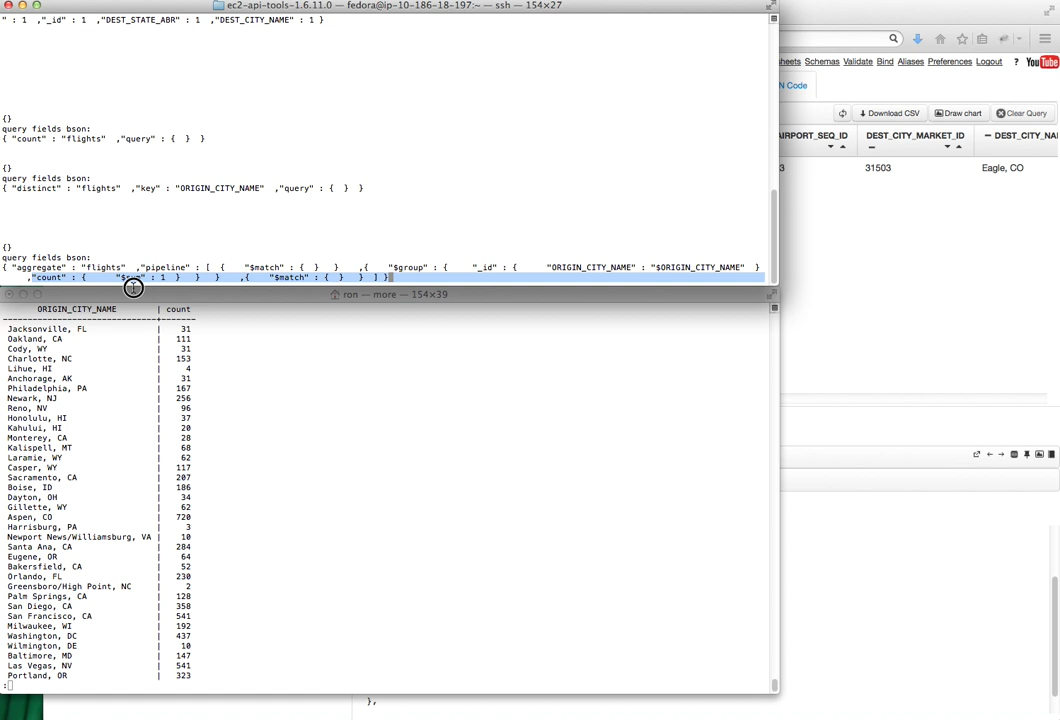 ec2-api-tools-1.6.11.0 — fedora@ip-10-186-18-197:~ — ssh — 154×27
" : 1  ,"_id" : 1  ,"DEST_STATE_ABR" : 1  ,"DEST_CITY_NAME" : 1 }
{}
query fields bson:
{ "count" : "flights"  ,"query" : {  }  }
{}
query fields bson:
{ "distinct" : "flights"  ,"key" : "ORIGIN_CITY_NAME"  ,"query" : {  }  }
{}
query fields bson:
{ "aggregate" : "flights"  ,"pipeline" : [  {    "$match" : {  }  }    ,{    "$group" : {     "_id" : {     "ORIGIN_CITY_NAME" : "$ORIGIN_CITY_NAME"  }
,"count" : {      "$sum" : 1  }   }   }    ,{    "$match" : {  }   }  ] }
ron — more — 154×39
ORIGIN_CITY_NAME | count
Jacksonville, FL | 31
Oakland, CA | 111
Cody, WY | 31
Charlotte, NC | 153
Lihue, HI | 4
Anchorage, AK | 31
Philadelphia, PA | 167
Newark, NJ | 256
Reno, NV | 96
Honolulu, HI | 37
Kahului, HI | 20
Monterey, CA | 28
Kalispell, MT | 68
Laramie, WY | 62
Casper, WY | 117
Sacramento, CA | 207
Boise, ID | 186
Dayton, OH | 34
Gillette, WY | 62
Aspen, CO | 720
Harrisburg, PA | 3
Newport News/Williamsburg, VA | 10
Santa Ana, CA | 284
Eugene, OR | 64
Bakersfield, CA | 52
Orlando, FL | 230
Greensboro/High Point, NC | 2
Palm Springs, CA | 128
San Diego, CA | 358
San Francisco, CA | 541
Milwaukee, WI | 192
Washington, DC | 437
Wilmington, DE | 10
Baltimore, MD | 147
Las Vegas, NV | 541
Portland, OR | 323
:
heets Schemas Validate Bind Aliases Preferences Logout ? YouTube
N Code
Download CSV Draw chart Clear Query
AIRPORT_SEQ_ID DEST_CITY_MARKET_ID DEST_CITY_NA
3 31503 Eagle, CO
},